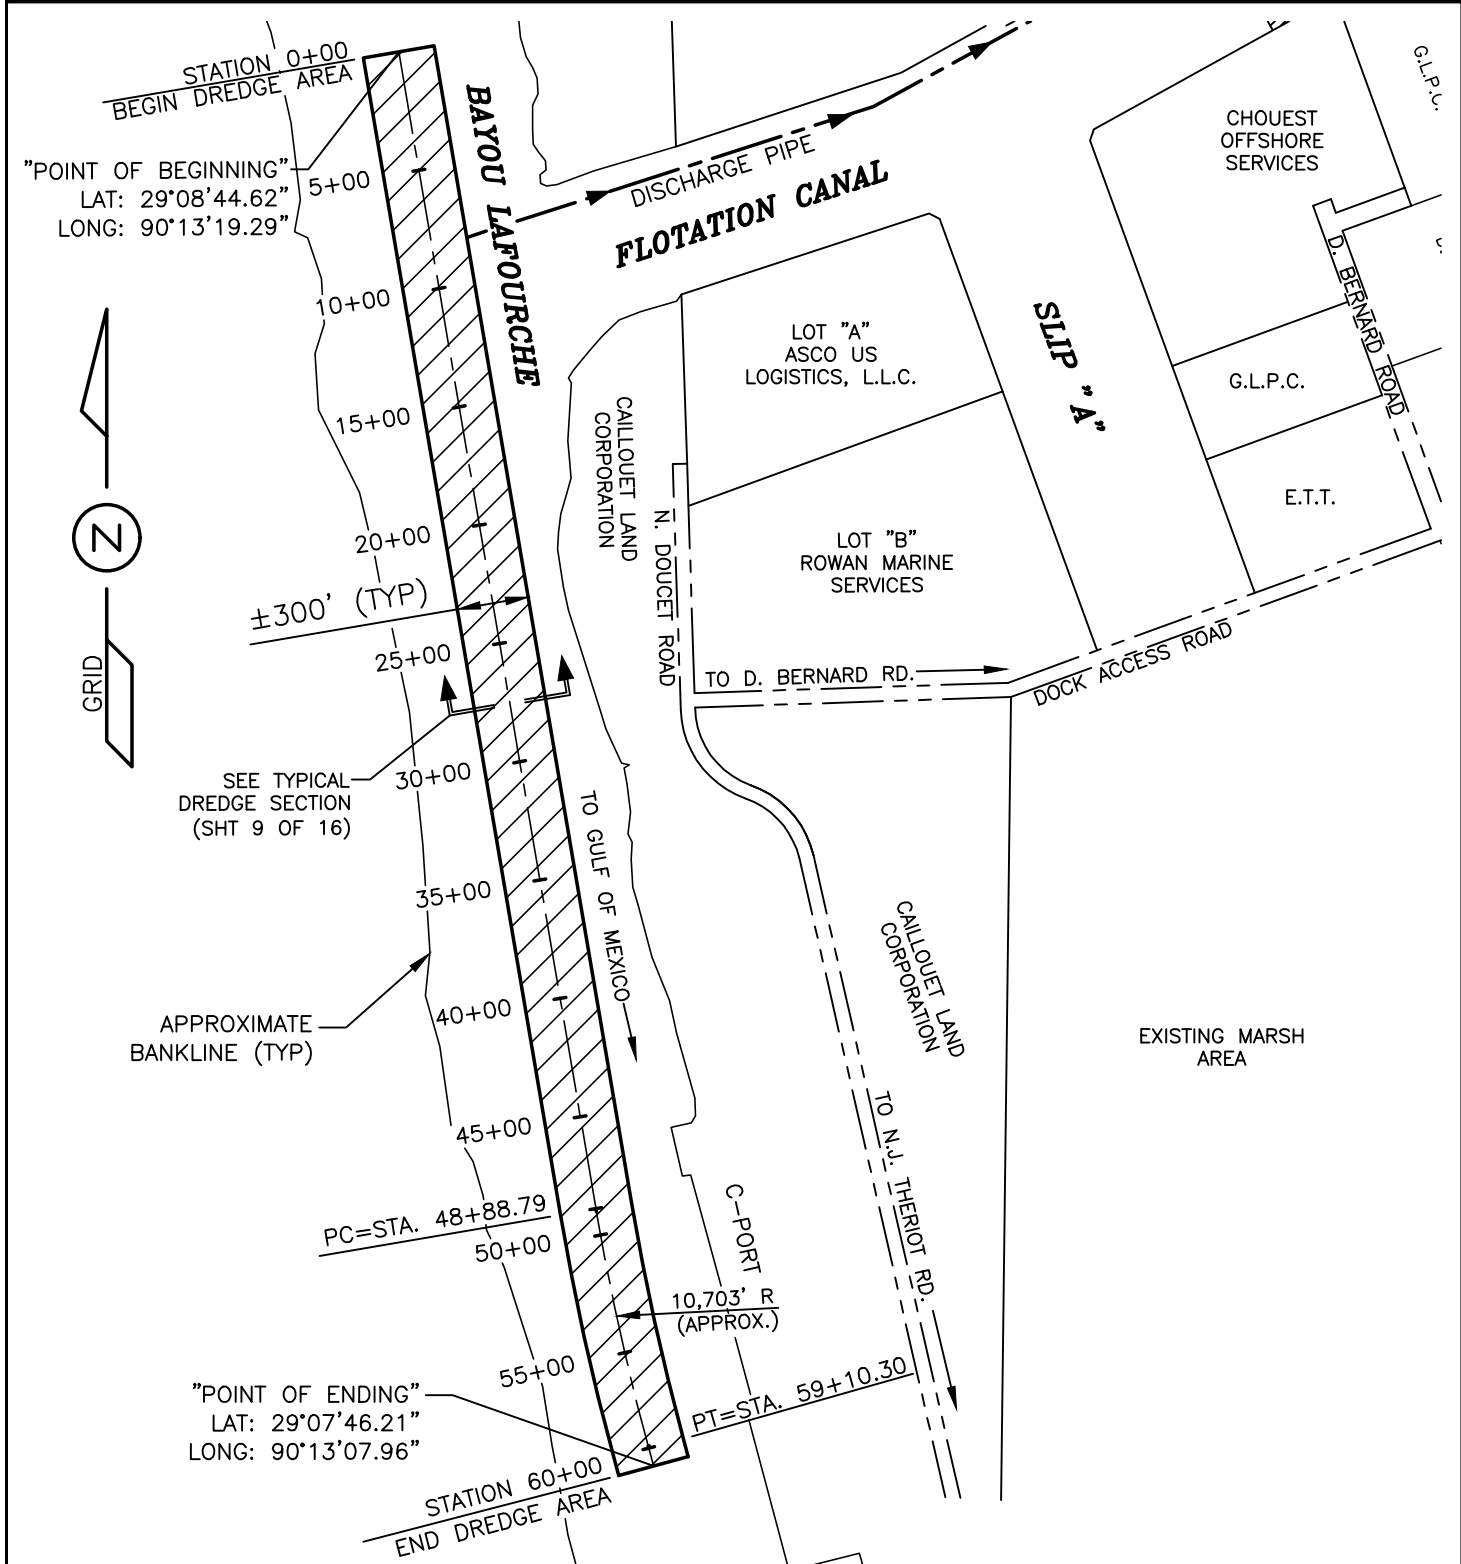 STATION 0+00
BEGIN DREDGE AREA
"POINT OF BEGINNING"
LAT: 29°08'44.62"
LONG: 90°13'19.29"
5+00
10+00
15+00
20+00
±300' (TYP)
25+00
SEE TYPICAL
DREDGE SECTION
(SHT 9 OF 16)
30+00
35+00
APPROXIMATE
BANKLINE (TYP)
40+00
45+00
PC=STA. 48+88.79
50+00
55+00
"POINT OF ENDING"
LAT: 29°07'46.21"
LONG: 90°13'07.96"
STATION 60+00
END DREDGE AREA
Z
GRID
BAYOU LAFOURCHE
DISCHARGE PIPE
FLOTATION CANAL
SLIP "A"
CHOUEST
OFFSHORE
SERVICES
G.L.P.C.
D. BERNARD ROAD
G.L.P.C.
E.T.T.
LOT "A"
ASCO US
LOGISTICS, L.L.C.
LOT "B"
ROWAN MARINE
SERVICES
CAILLOUET LAND
CORPORATION
N. DOUCET ROAD
TO D. BERNARD RD.
DOCK ACCESS ROAD
TO GULF OF MEXICO
CAILLOUET LAND
CORPORATION
EXISTING MARSH
AREA
TO N.J. THERIOT RD.
C-PORT
10,703' R
(APPROX.)
PT=STA. 59+10.30